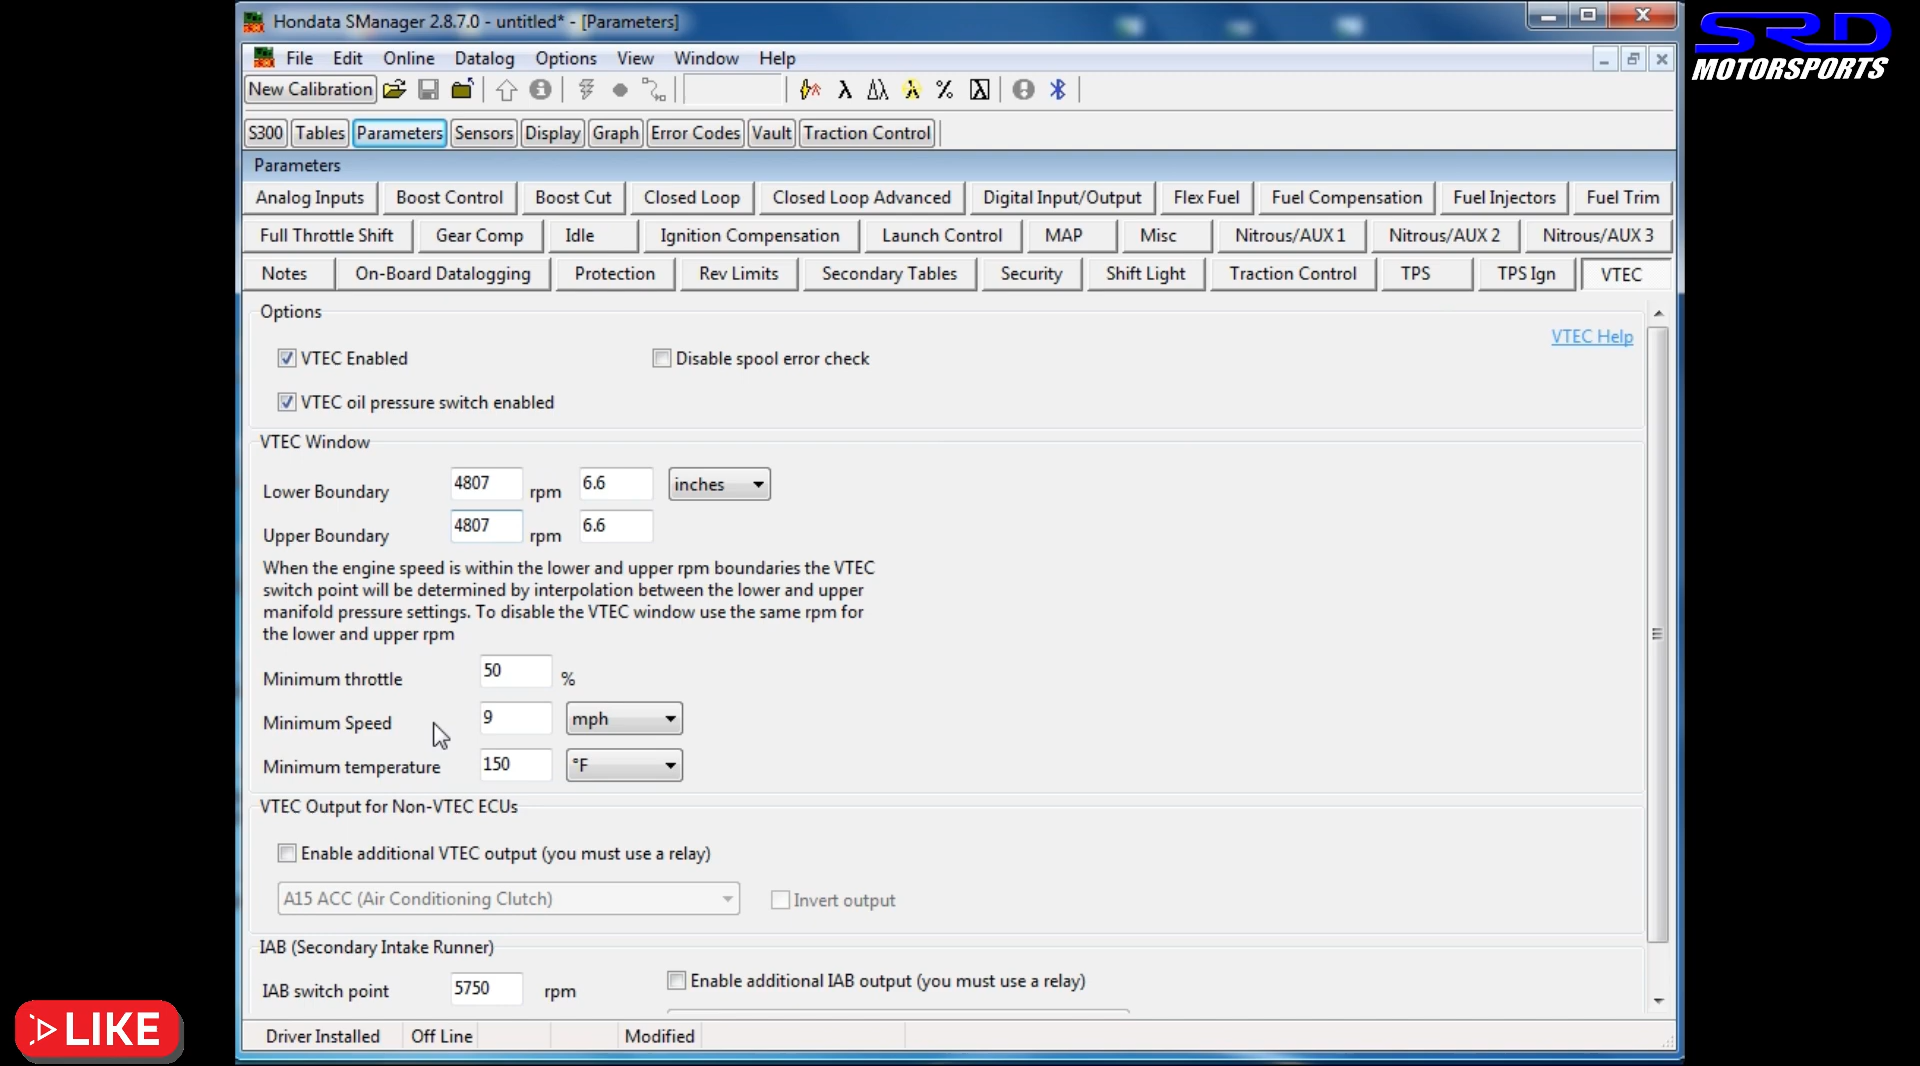 Hondata SManager 2.8.7.0 - untitled* - [Parameters]
SRD
MOTORSPORTS
File Edit Online Datalog Options View Window Help
New Calibration
S300 Tables Parameters Sensors Display Graph Error Codes Vault Traction Control
Parameters
Analog Inputs Boost Control Boost Cut Closed Loop Closed Loop Advanced Digital Input/Output Flex Fuel Fuel Compensation Fuel Injectors Fuel Trim
Full Throttle Shift Gear Comp Idle Ignition Compensation Launch Control MAP Misc Nitrous/AUX 1 Nitrous/AUX 2 Nitrous/AUX 3
Notes On-Board Datalogging Protection Rev Limits Secondary Tables Security Shift Light Traction Control TPS TPS Ign VTEC
Options
VTEC Help
VTEC Enabled Disable spool error check
VTEC oil pressure switch enabled
VTEC Window
Lower Boundary 4807 rpm 6.6 inches
Upper Boundary 4807 rpm 6.6
When the engine speed is within the lower and upper rpm boundaries the VTEC
switch point will be determined by interpolation between the lower and upper
manifold pressure settings. To disable the VTEC window use the same rpm for
the lower and upper rpm
Minimum throttle 50 %
Minimum Speed 9 mph
Minimum temperature 150 °F
VTEC Output for Non-VTEC ECUs
Enable additional VTEC output (you must use a relay)
A15 ACC (Air Conditioning Clutch) Invert output
IAB (Secondary Intake Runner)
IAB switch point 5750 rpm Enable additional IAB output (you must use a relay)
LIKE
Driver Installed Off Line Modified